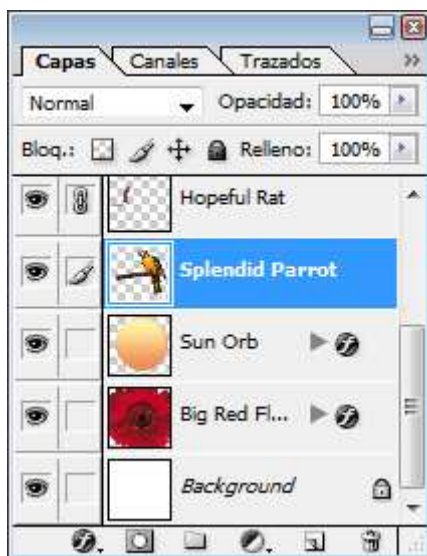 Capas Canales Trazados
Normal Opacidad: 100%
Bloq.: Relleno: 100%
Hopeful Rat
Splendid Parrot
Sun Orb
Big Red Fl...
Background